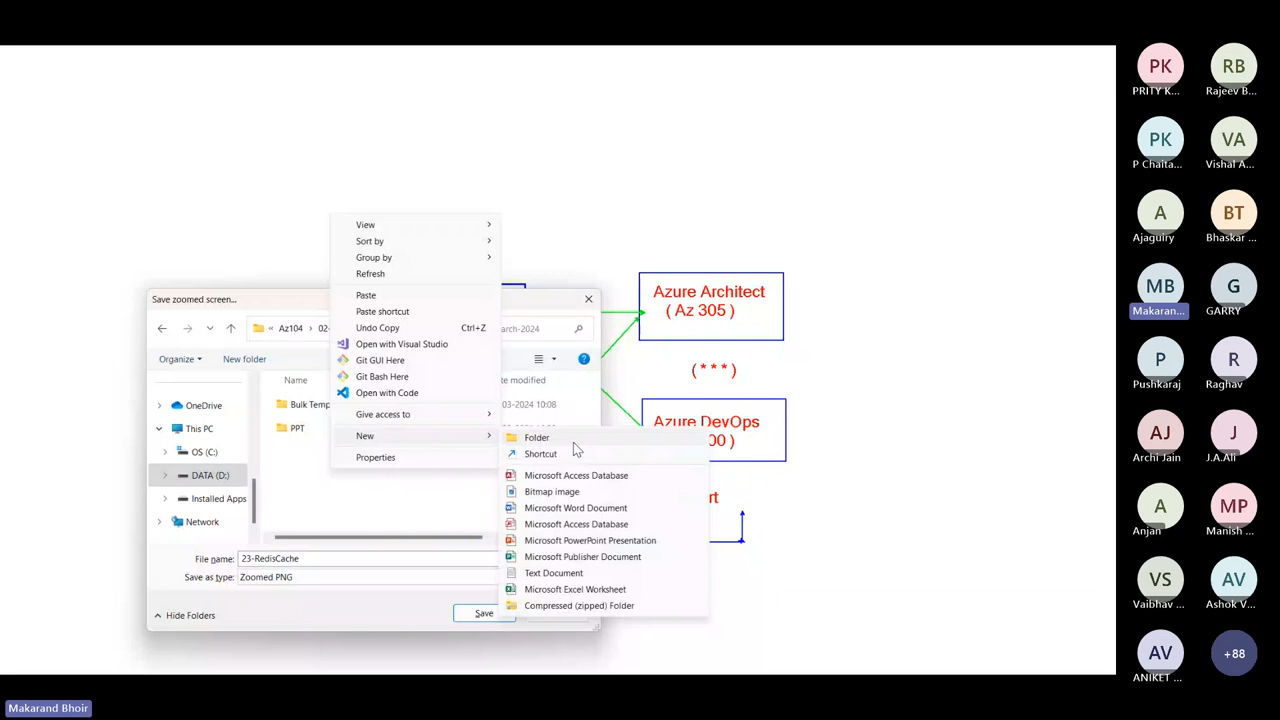 View
Sort by
Group by
Refresh
Paste
Paste shortcut
Undo Copy Ctrl+Z
Open with Visual Studio
Git GUI Here
Git Bash Here
Open with Code
Give access to
New
Properties
Folder
Shortcut
Microsoft Access Database
Bitmap image
Microsoft Word Document
Microsoft Access Database
Microsoft PowerPoint Presentation
Microsoft Publisher Document
Text Document
Microsoft Excel Worksheet
Compressed (zipped) Folder
Save zoomed screen...
« Az104 › 02-
arch-2024
Organize
New folder
Name
OneDrive
This PC
OS (C:)
DATA (D:)
Installed Apps
Network
Bulk Temp
PPT
te modified
03-2024 10:08
File name: 23-RedisCache
Save as type: Zoomed PNG
Hide Folders
Save
Azure Architect
( Az 305 )
( * * * )
Azure DevOps
00 )
rt
PK
PRITY K...
RB
Rajeev B...
PK
P Chaita...
VA
Vishal A...
A
Ajaguiry
BT
Bhaskar ...
MB
Makaran...
G
GARRY
P
Pushkaraj
R
Raghav
AJ
Archi Jain
J
J.A.Ali
A
Anjan
MP
Manish ...
VS
Vaibhav ...
AV
Ashok V...
AV
ANIKET ...
+88
Makarand Bhoir